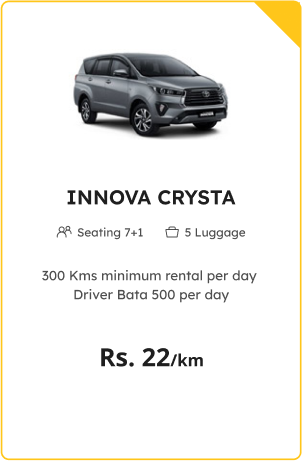 INNOVA CRYSTA
Seating 7+1 5 Luggage
300 Kms minimum rental per day
Driver Bata 500 per day
Rs. 22/km